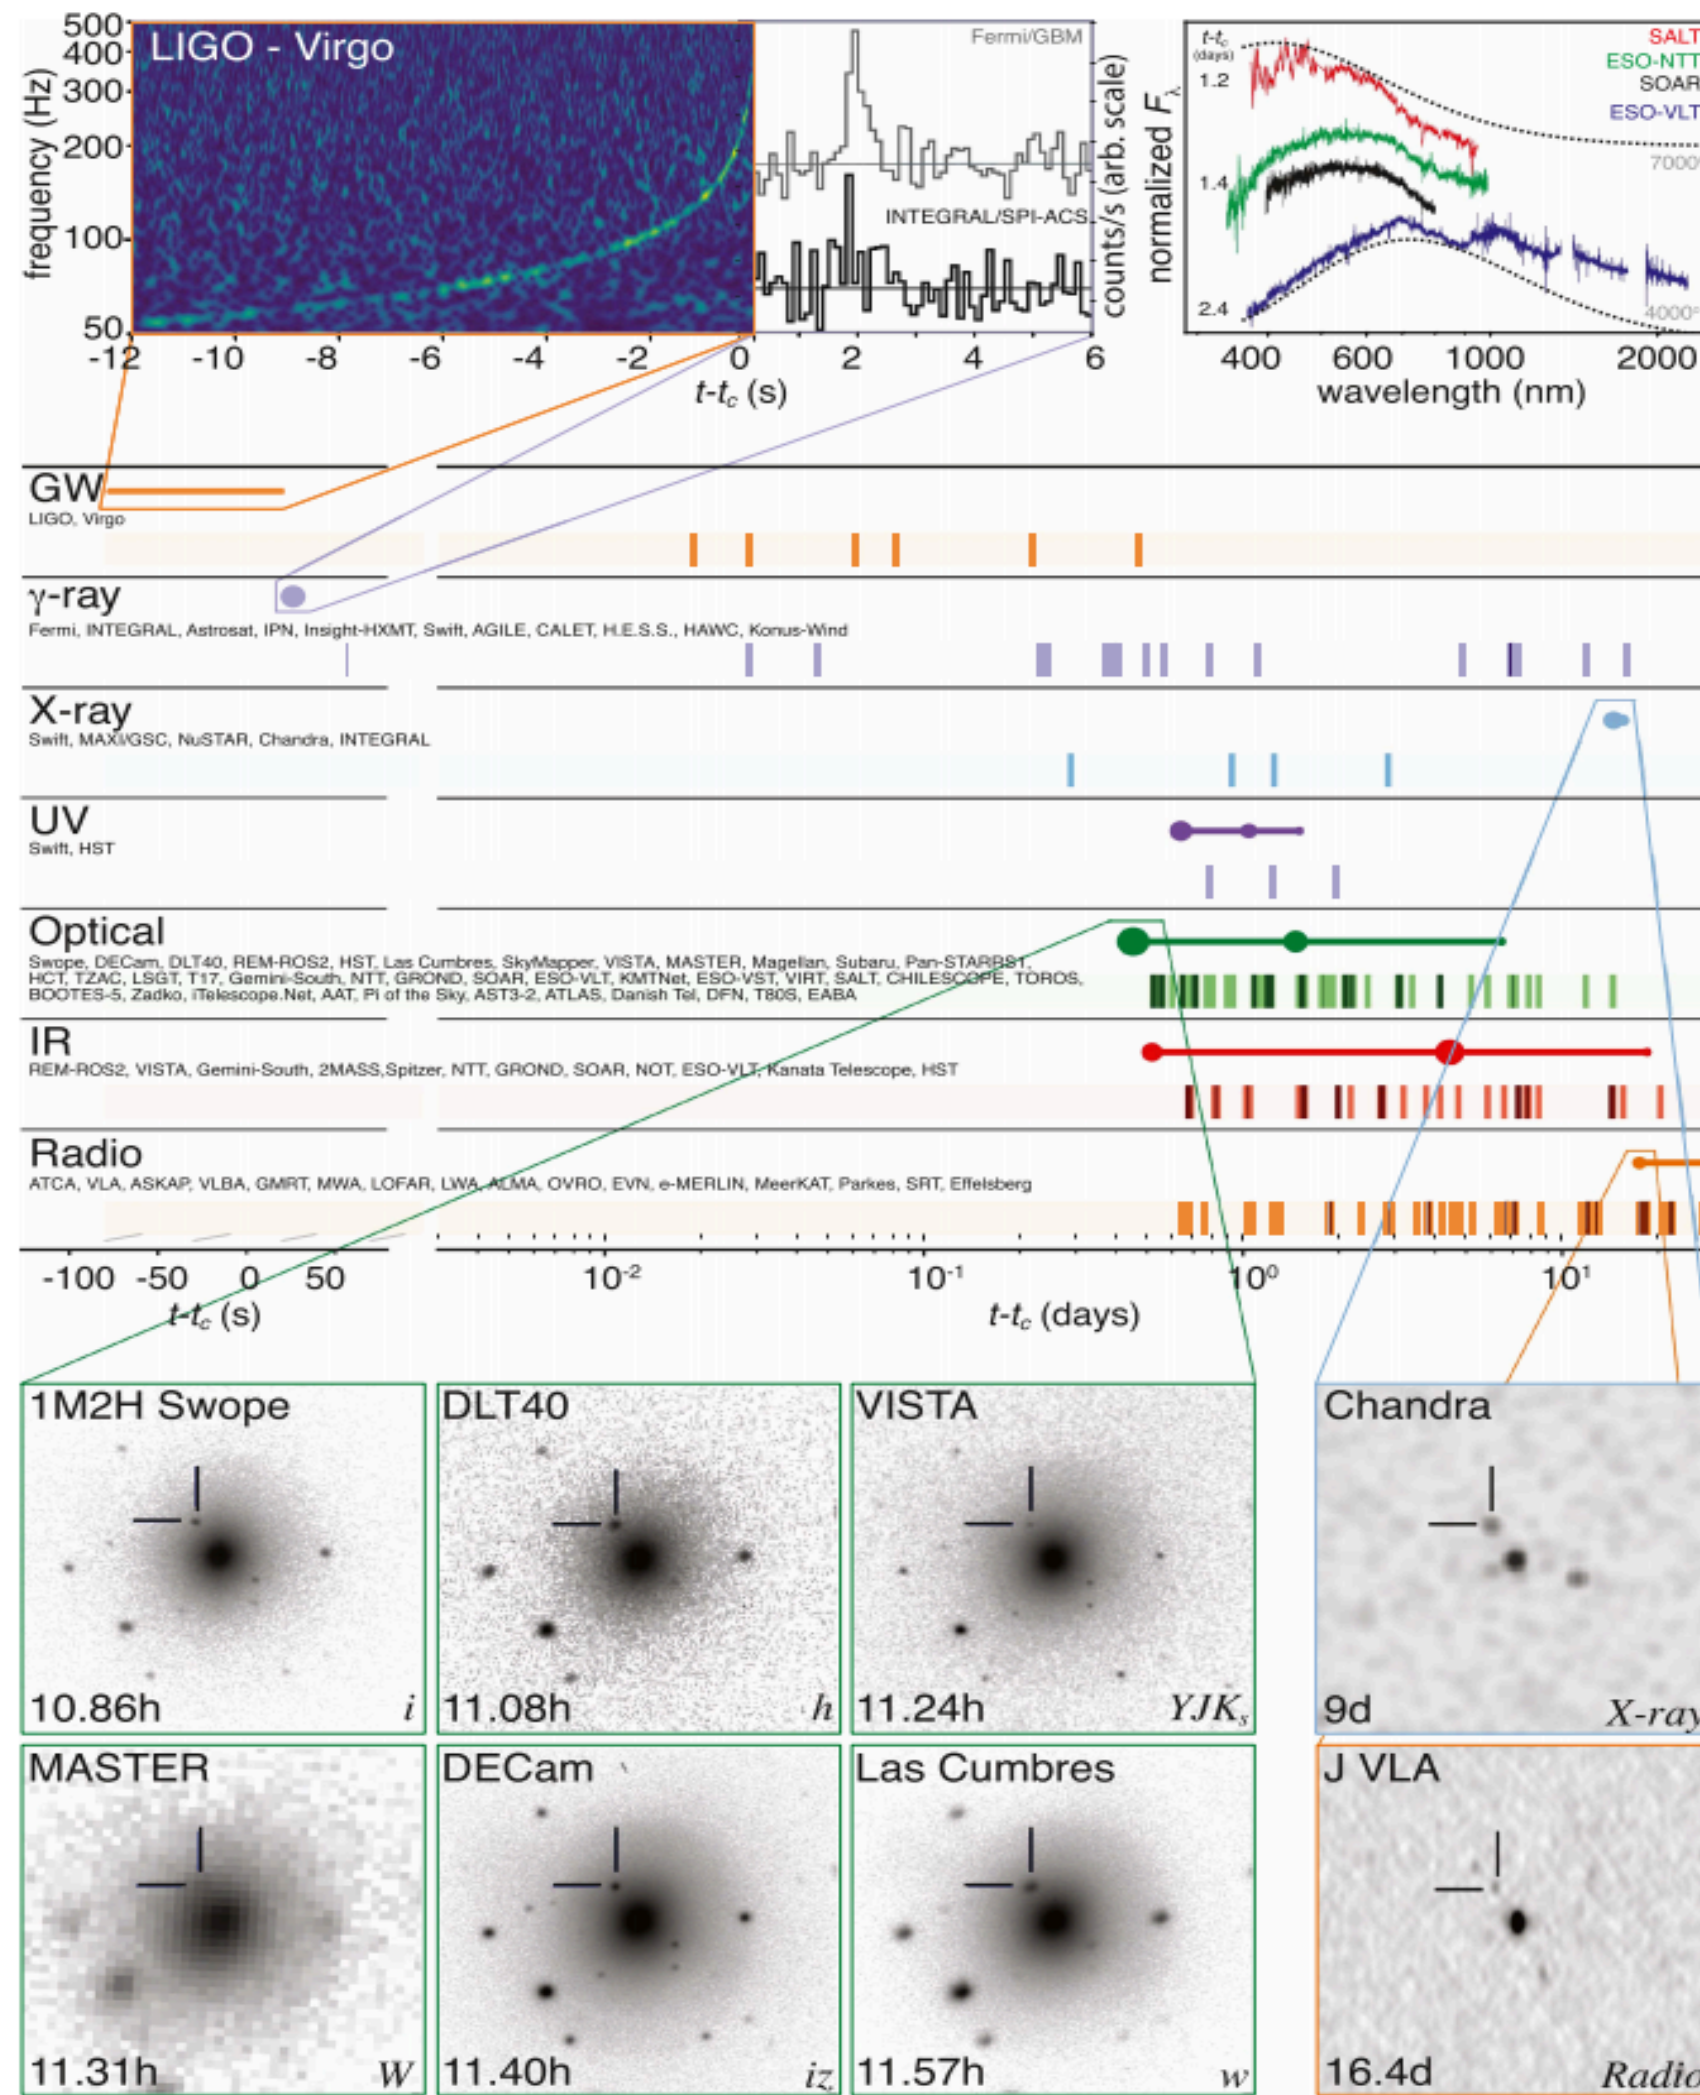 LIGO - Virgo
frequency (Hz)
500
400
300
200
100
50
-12 -10 -8 -6 -4 -2 0 2 4 6
t-tc (s)
Fermi/GBM
INTEGRAL/SPI-ACS
counts/s (arb. scale)
normalized Fλ
t-tc
(days)
1.2
1.4
2.4
SALT
ESO-NTT
SOAR
ESO-VLT
7000°
4000°
400 600 1000 2000
wavelength (nm)
GW
LIGO, Virgo
γ-ray
Fermi, INTEGRAL, Astrosat, IPN, Insight-HXMT, Swift, AGILE, CALET, H.E.S.S., HAWC, Konus-Wind
X-ray
Swift, MAXI/GSC, NuSTAR, Chandra, INTEGRAL
UV
Swift, HST
Optical
Swope, DECam, DLT40, REM-ROS2, HST, Las Cumbres, SkyMapper, VISTA, MASTER, Magellan, Subaru, Pan-STARRS1,
HCT, TZAC, LSGT, T17, Gemini-South, NTT, GROND, SOAR, ESO-VLT, KMTNet, ESO-VST, VIRT, SALT, CHILESCOPE, TOROS,
BOOTES-5, Zadko, iTelescope.Net, AAT, Pi of the Sky, AST3-2, ATLAS, Danish Tel, DFN, T80S, EABA
IR
REM-ROS2, VISTA, Gemini-South, 2MASS,Spitzer, NTT, GROND, SOAR, NOT, ESO-VLT, Kanata Telescope, HST
Radio
ATCA, VLA, ASKAP, VLBA, GMRT, MWA, LOFAR, LWA, ALMA, OVRO, EVN, e-MERLIN, MeerKAT, Parkes, SRT, Effelsberg
-100 -50 0 50 10⁻² 10⁻¹ 10⁰ 10¹
t-tc (s) t-tc (days)
1M2H Swope
10.86h i
DLT40
11.08h h
VISTA
11.24h YJKs
Chandra
9d X-ray
MASTER
11.31h W
DECam
11.40h iz
Las Cumbres
11.57h w
J VLA
16.4d Radio